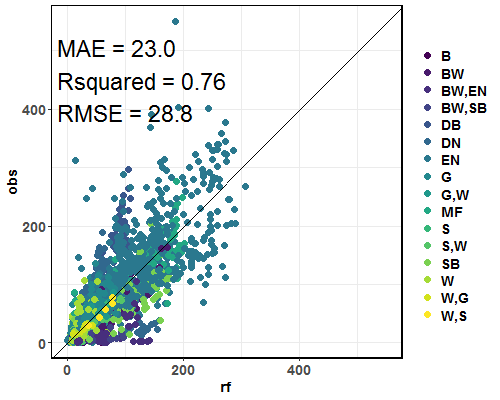 MAE = 23.0
Rsquared = 0.76
RMSE = 28.8
obs
400
200
0
0 200 400
rf
B
BW
BW,EN
BW,SB
DB
DN
EN
G
G,W
MF
S
S,W
SB
W
W,G
W,S